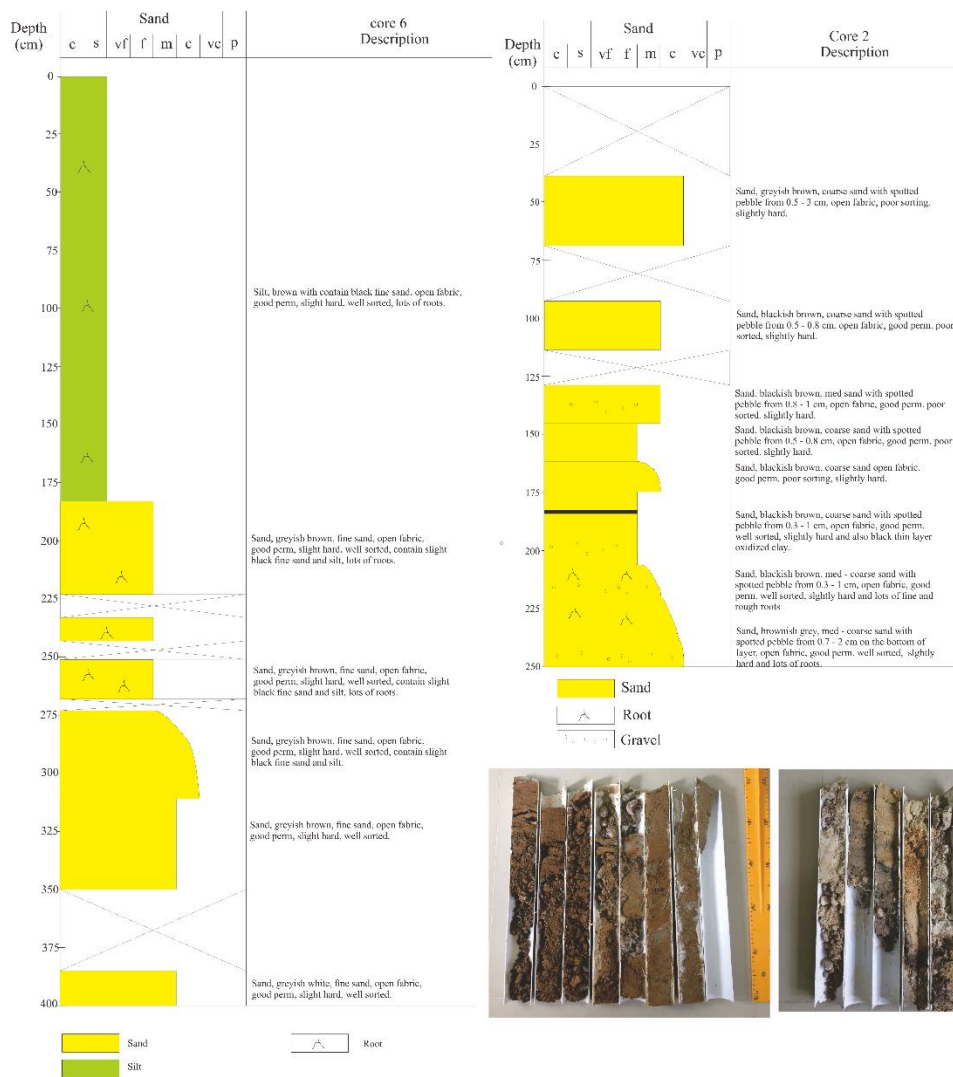 Depth
(cm)
Sand
c s vf f m c vc p
core 6
Description
0
25
50
75
100
125
150
175
200
225
250
275
300
325
350
375
400
Silt, brown with contain black fine sand, open fabric,
good perm, slight hard, well sorted, lots of roots.
Sand, greyish brown, fine sand, open fabric,
good perm, slight hard, well sorted, contain slight
black fine sand and silt, lots of roots.
Sand, greyish brown, fine sand, open fabric,
good perm, slight hard, well sorted, contain slight
black fine sand and silt, lots of roots.
Sand, greyish brown, fine sand, open fabric,
good perm, slight hard, well sorted, contain slight
black fine sand and silt.
Sand, greyish brown, fine sand, open fabric,
good perm, slight hard, well sorted.
Sand, greyish white, fine sand, open fabric,
good perm, slight hard, well sorted.
Sand
Silt
Root
Depth
(cm)
Sand
c s vf f m c vc p
Core 2
Description
0
25
50
75
100
125
150
175
200
225
250
Sand, greyish brown, coarse sand with spotted
pebble from 0.5 - 3 cm, open fabric, poor sorting,
slightly hard.
Sand, blackish brown, coarse sand with spotted
pebble from 0.5 - 0.8 cm, open fabric, good perm. poor
sorted, slightly hard.
Sand, blackish brown, med sand with spotted
pebble from 0.8 - 1 cm, open fabric, good perm. poor
sorted. slightly hard.
Sand, blackish brown, coarse sand with spotted
pebble from 0.5 - 0.8 cm, open fabric, good perm, poor
sorted. slghtly hard.
Sand, blackish brown. coarse sand open fabric.
good perm. poor sorting, slightly hard.
Sand, blackish brown, coarse sand with spotted
pebble from 0.3 - 1 cm, open fabric, good perm.
well sorted, slightly hard and also black thin layer
oxidized clay.
Sand, blackish brown, med - coarse sand with
spotted pebble from 0.3 - 1 cm, open fabric, good
perm. well sorted, slghtly hard and lots of fine and
rough roots
Sand, brownish grey, med - coarse sand with
spotted pebble from 0.7 - 2 cm on the bottom of
layer, open fabric, good perm. well sorted, slghtly
hard and lots of roots.
Sand
Root
Gravel